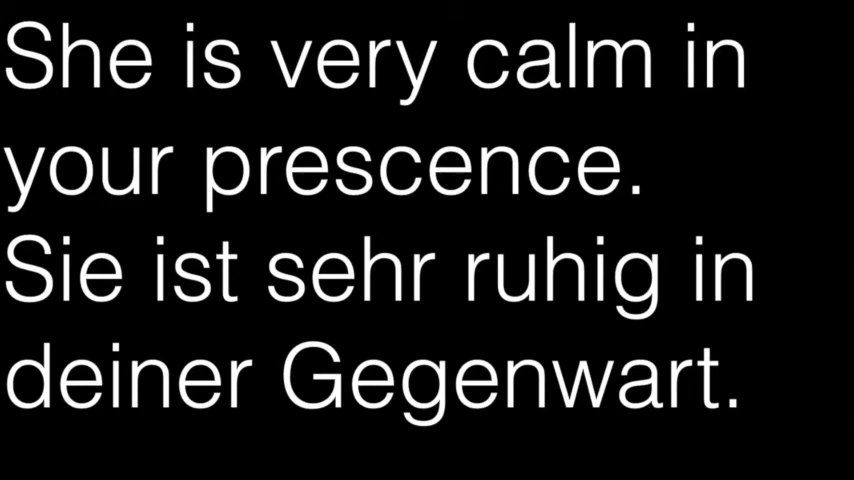 She is very calm in
your prescence.
Sie ist sehr ruhig in
deiner Gegenwart.